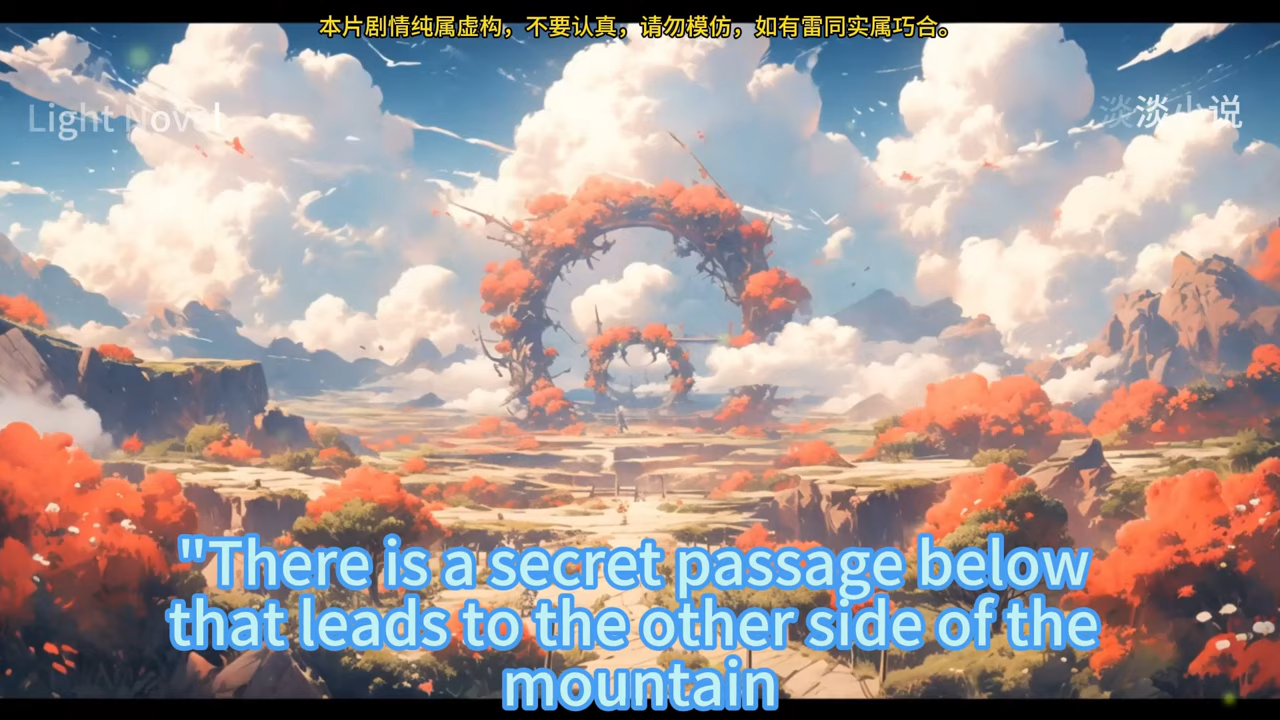 本片剧情纯属虚构，不要认真，请勿模仿，如有雷同实属巧合。
Light Novel
淡淡小说
"There is a secret passage below
that leads to the other side of the
mountain